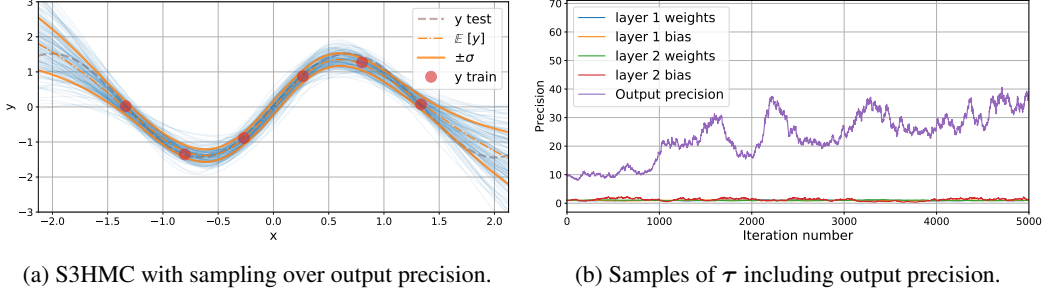 3
2
1
0
−1
−2
−3
y
−2.0 −1.5 −1.0 −0.5 0.0 0.5 1.0 1.5 2.0
x
y test
𝔼 [y]
±σ
y train
70
60
50
40
30
20
10
0
Precision
0 1000 2000 3000 4000 5000
Iteration number
layer 1 weights
layer 1 bias
layer 2 weights
layer 2 bias
Output precision
(a) S3HMC with sampling over output precision.
(b) Samples of τ including output precision.